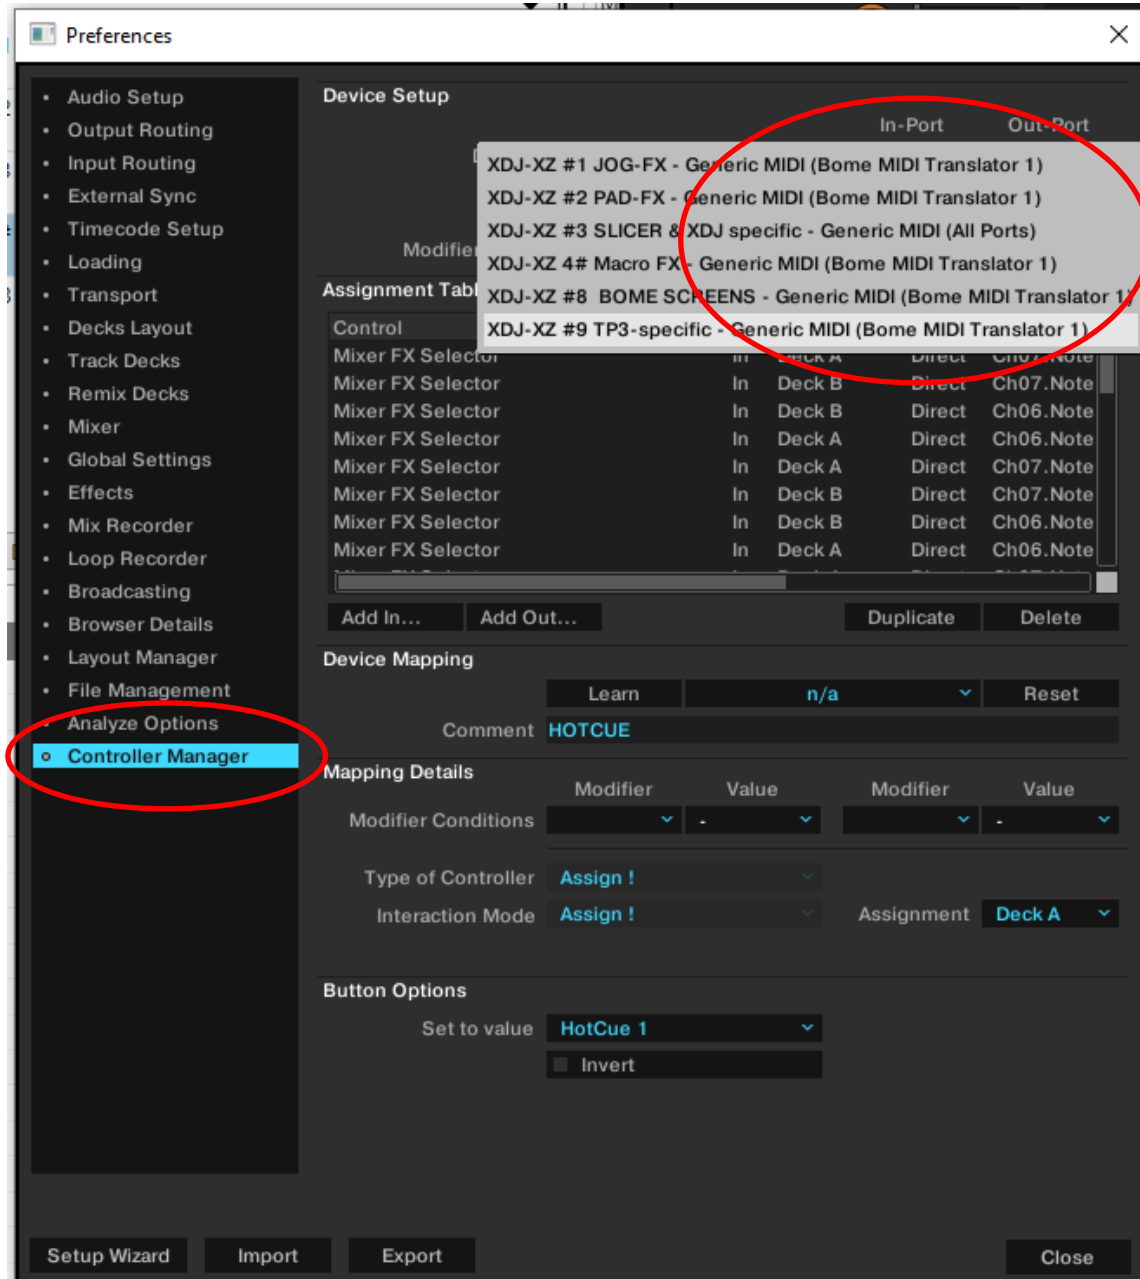 Preferences
Audio Setup
Output Routing
Input Routing
External Sync
Timecode Setup
Loading
Transport
Decks Layout
Track Decks
Remix Decks
Mixer
Global Settings
Effects
Mix Recorder
Loop Recorder
Broadcasting
Browser Details
Layout Manager
File Management
Analyze Options
Controller Manager
Device Setup
In-Port Out-Port
XDJ-XZ #1 JOG-FX - Generic MIDI (Bome MIDI Translator 1)
XDJ-XZ #2 PAD-FX - Generic MIDI (Bome MIDI Translator 1)
XDJ-XZ #3 SLICER & XDJ specific - Generic MIDI (All Ports)
XDJ-XZ 4# Macro FX - Generic MIDI (Bome MIDI Translator 1)
XDJ-XZ #8 BOME SCREENS - Generic MIDI (Bome MIDI Translator 1)
XDJ-XZ #9 TP3-specific - Generic MIDI (Bome MIDI Translator 1)
Modifier
Assignment Tabl
Control
Mixer FX Selector In Deck A Direct Ch07.Note
Mixer FX Selector In Deck B Direct Ch07.Note
Mixer FX Selector In Deck B Direct Ch06.Note
Mixer FX Selector In Deck A Direct Ch06.Note
Mixer FX Selector In Deck A Direct Ch07.Note
Mixer FX Selector In Deck B Direct Ch07.Note
Mixer FX Selector In Deck B Direct Ch06.Note
Mixer FX Selector In Deck A Direct Ch06.Note
Add In... Add Out... Duplicate Delete
Device Mapping
Learn n/a Reset
Comment HOTCUE
Mapping Details
Modifier Value Modifier Value
Modifier Conditions - -
Type of Controller Assign !
Interaction Mode Assign ! Assignment Deck A
Button Options
Set to value HotCue 1
Invert
Setup Wizard Import Export Close